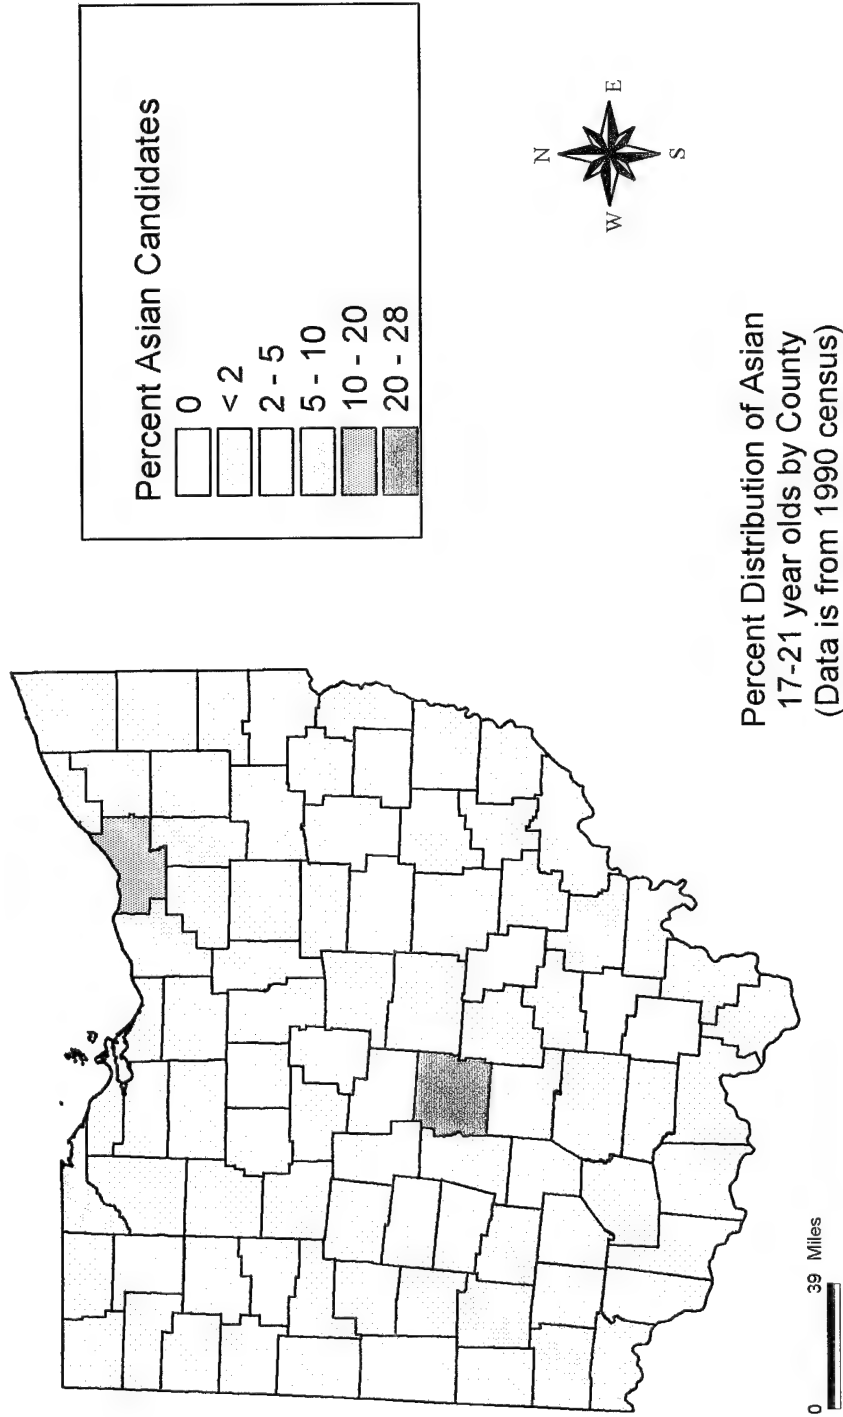 Percent Asian Candidates
0
< 2
2 - 5
5 - 10
10 - 20
20 - 28
N
W
E
S
Percent Distribution of Asian
17-21 year olds by County
(Data is from 1990 census)
0
39 Miles